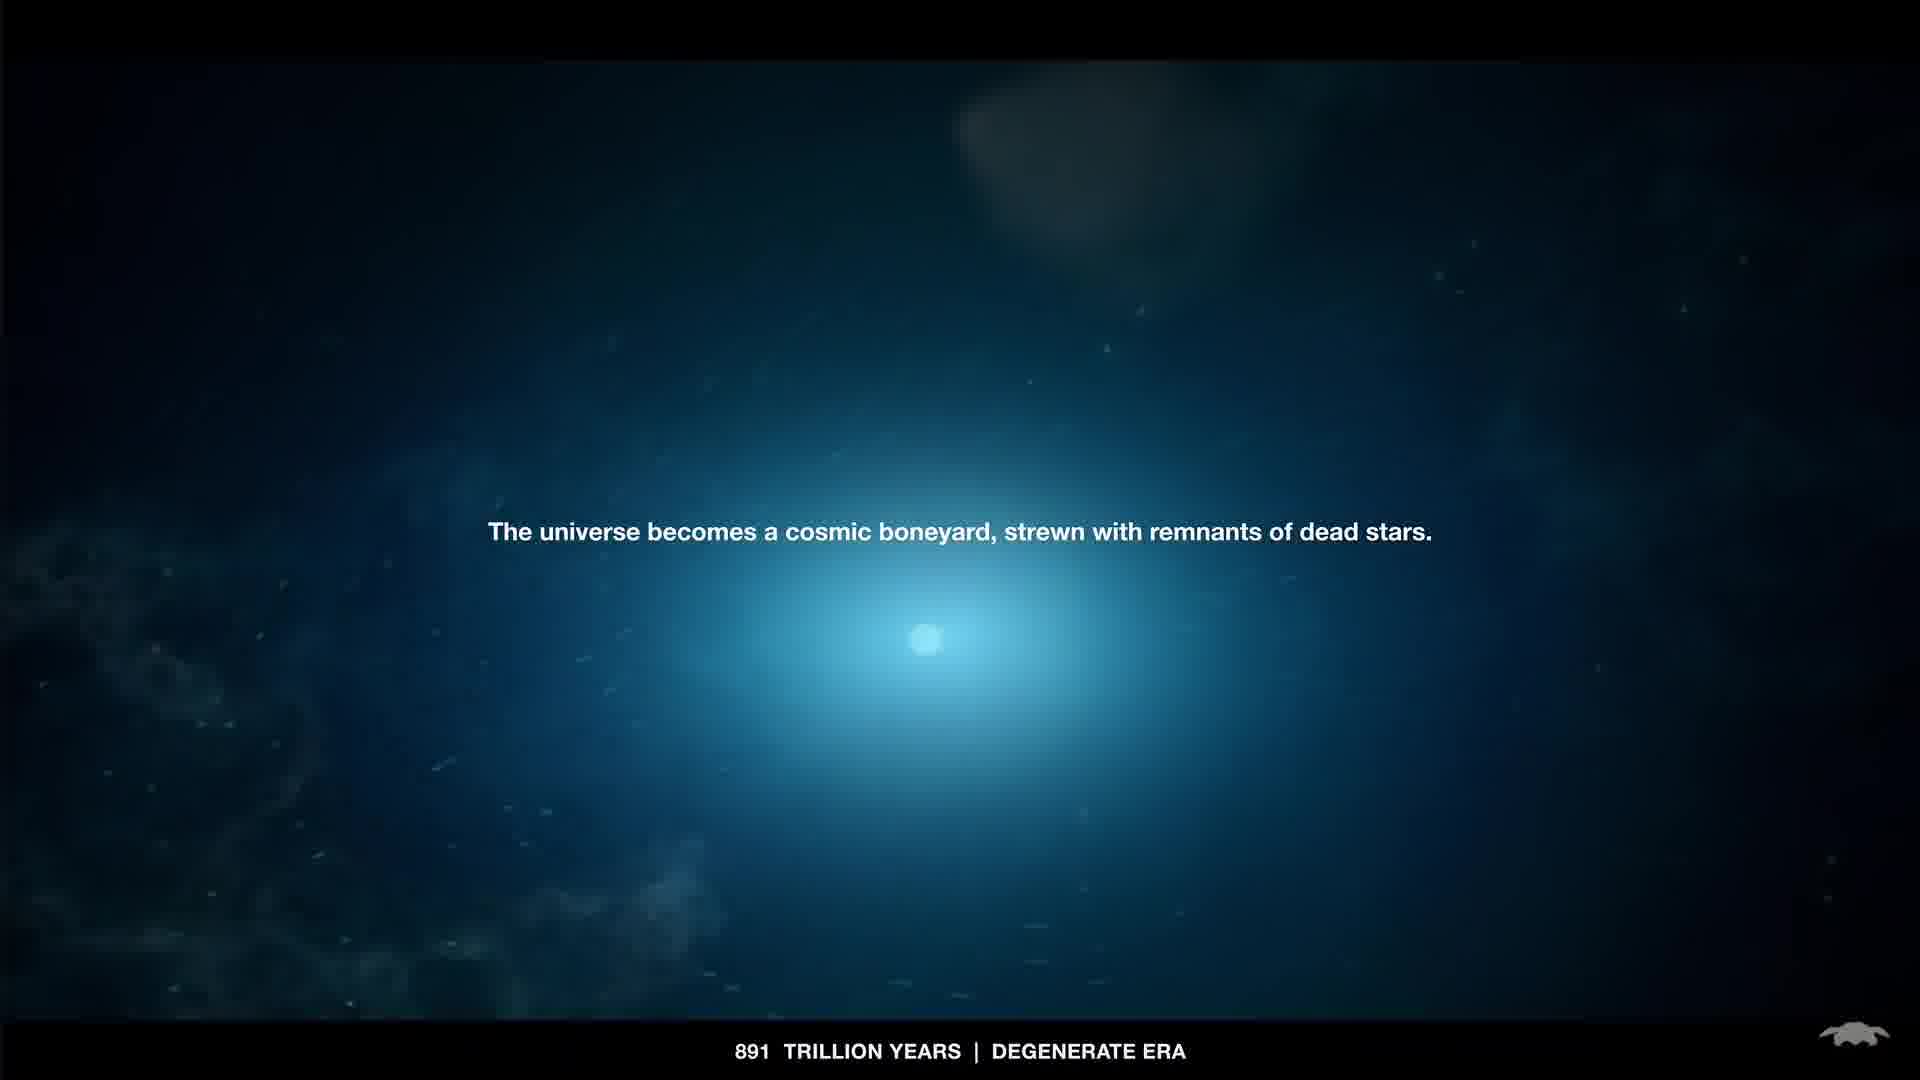 The universe becomes a cosmic boneyard, strewn with remnants of dead stars.
891 TRILLION YEARS | DEGENERATE ERA